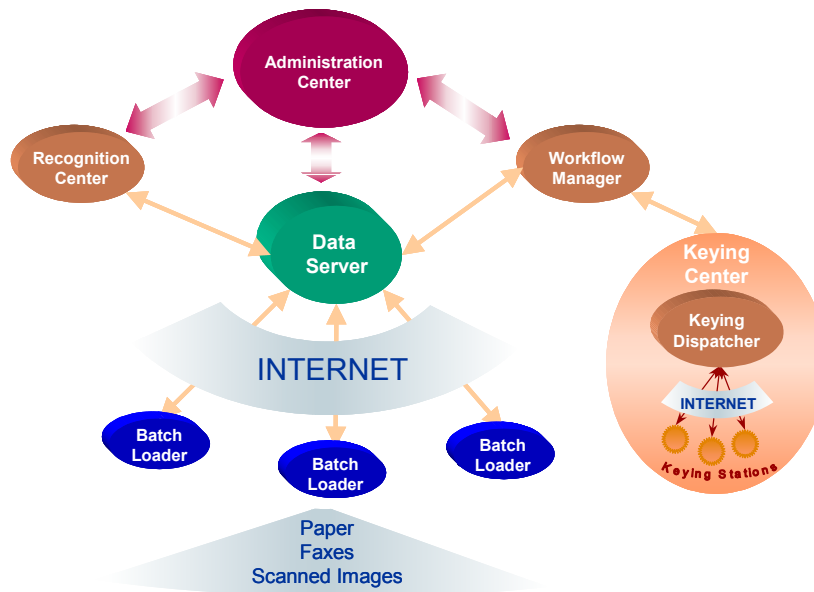 Administration
Center
Recognition
Center
Workflow
Manager
Data
Server
Keying
Center
Keying
Dispatcher
INTERNET
INTERNET
Keying Stations
Batch
Loader
Batch
Loader
Batch
Loader
Paper
Faxes
Scanned Images